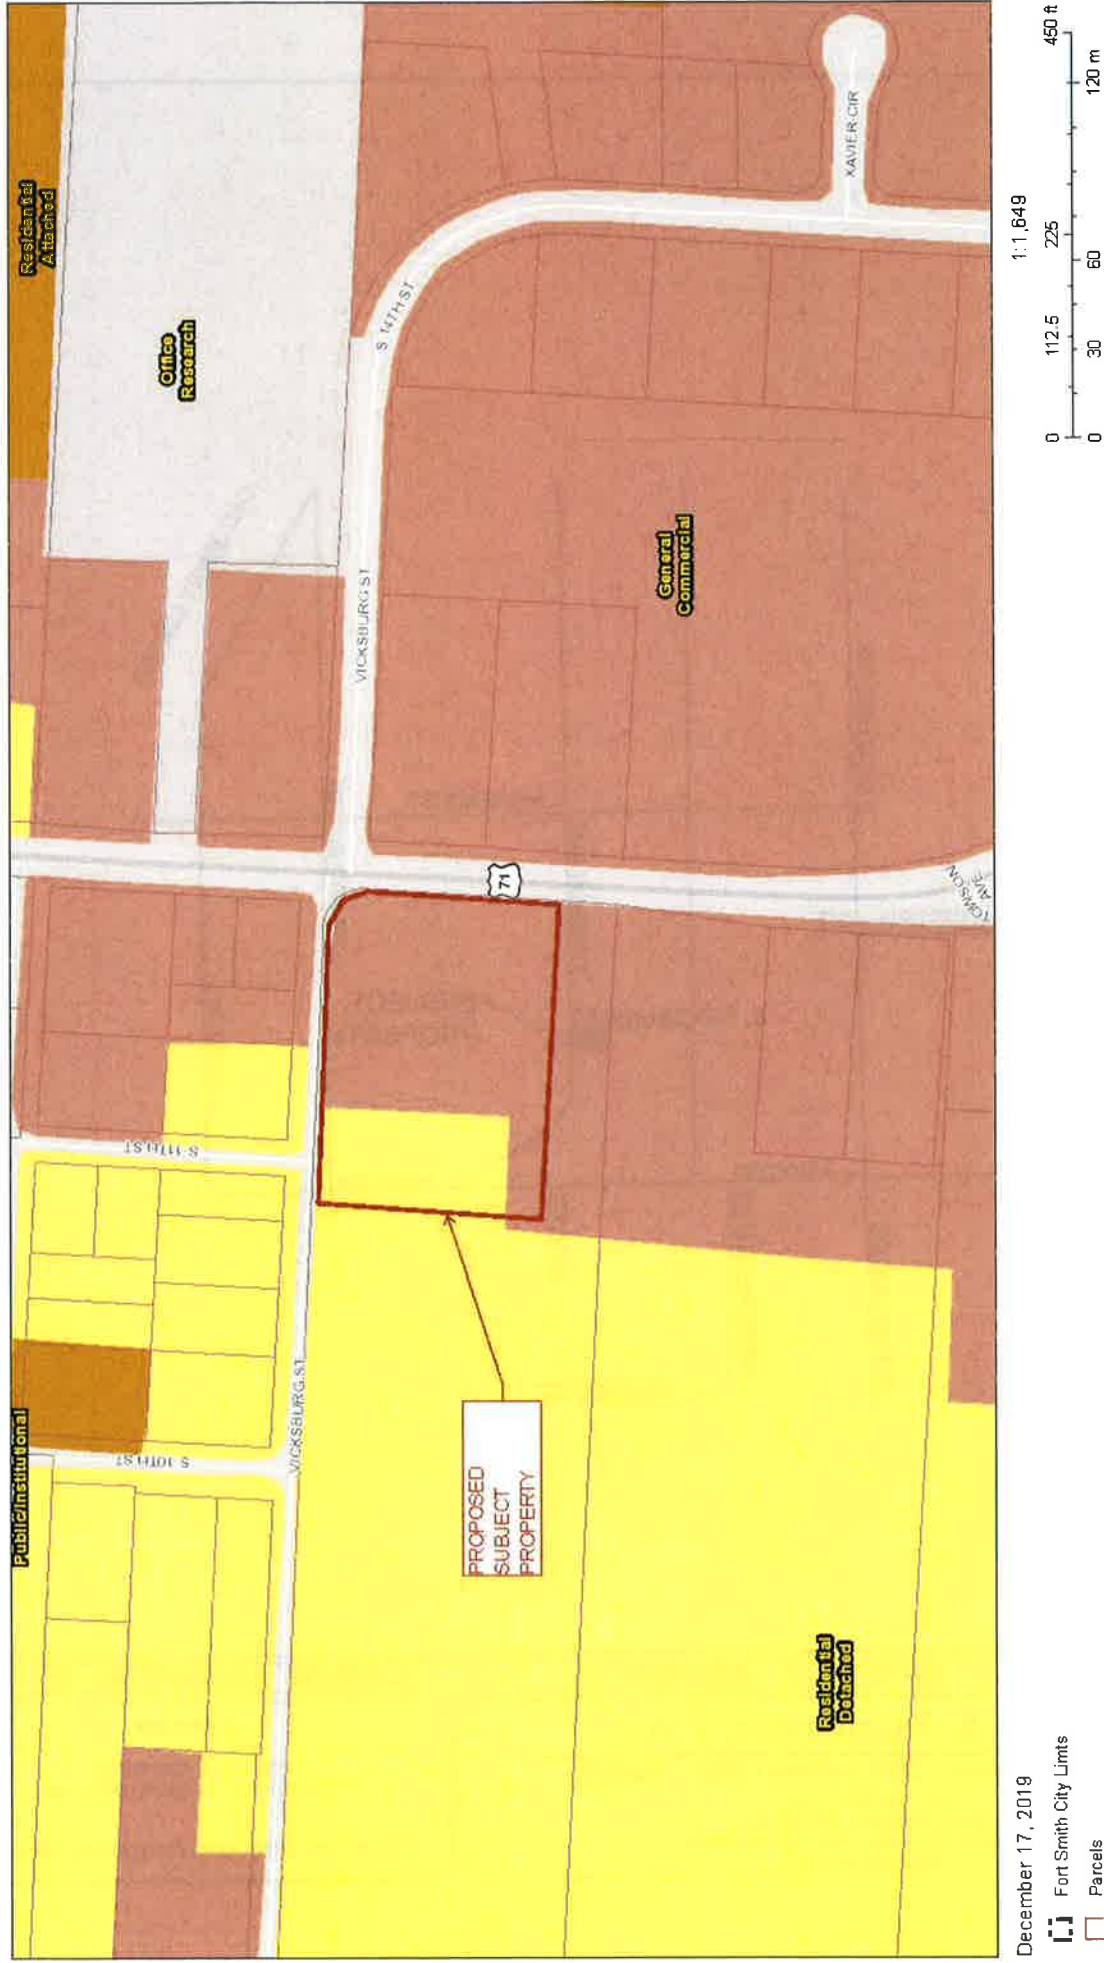 Public/Institutional
Residential
Attached
Office
Research
S 10TH ST
S 11TH ST
VICKSBURG ST
VICKSBURG ST
S 14TH ST
XAVIER CIR
71
PROPOSED
SUBJECT
PROPERTY
General
Commercial
Residential
Detached
TOWSON
AVE
December 17, 2019
Fort Smith City Limts
Parcels
1:1,649
0 112.5 225 450 ft
0 30 60 120 m